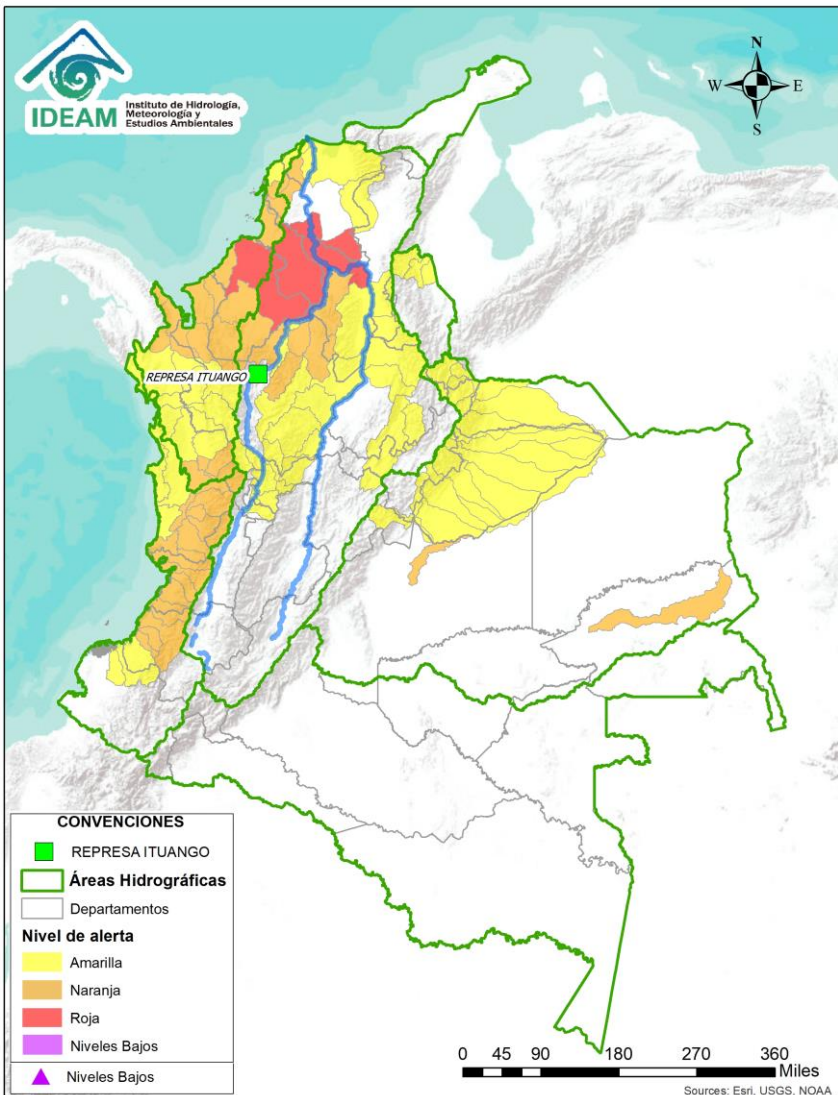 IDEAM
Instituto de Hidrología,
Meteorología y
Estudios Ambientales
N
W
E
S
REPRESA ITUANGO
CONVENCIONES
REPRESA ITUANGO
Áreas Hidrográficas
Departamentos
Nivel de alerta
Amarilla
Naranja
Roja
Niveles Bajos
Niveles Bajos
0 45 90 180 270 360
Miles
Sources: Esri, USGS, NOAA